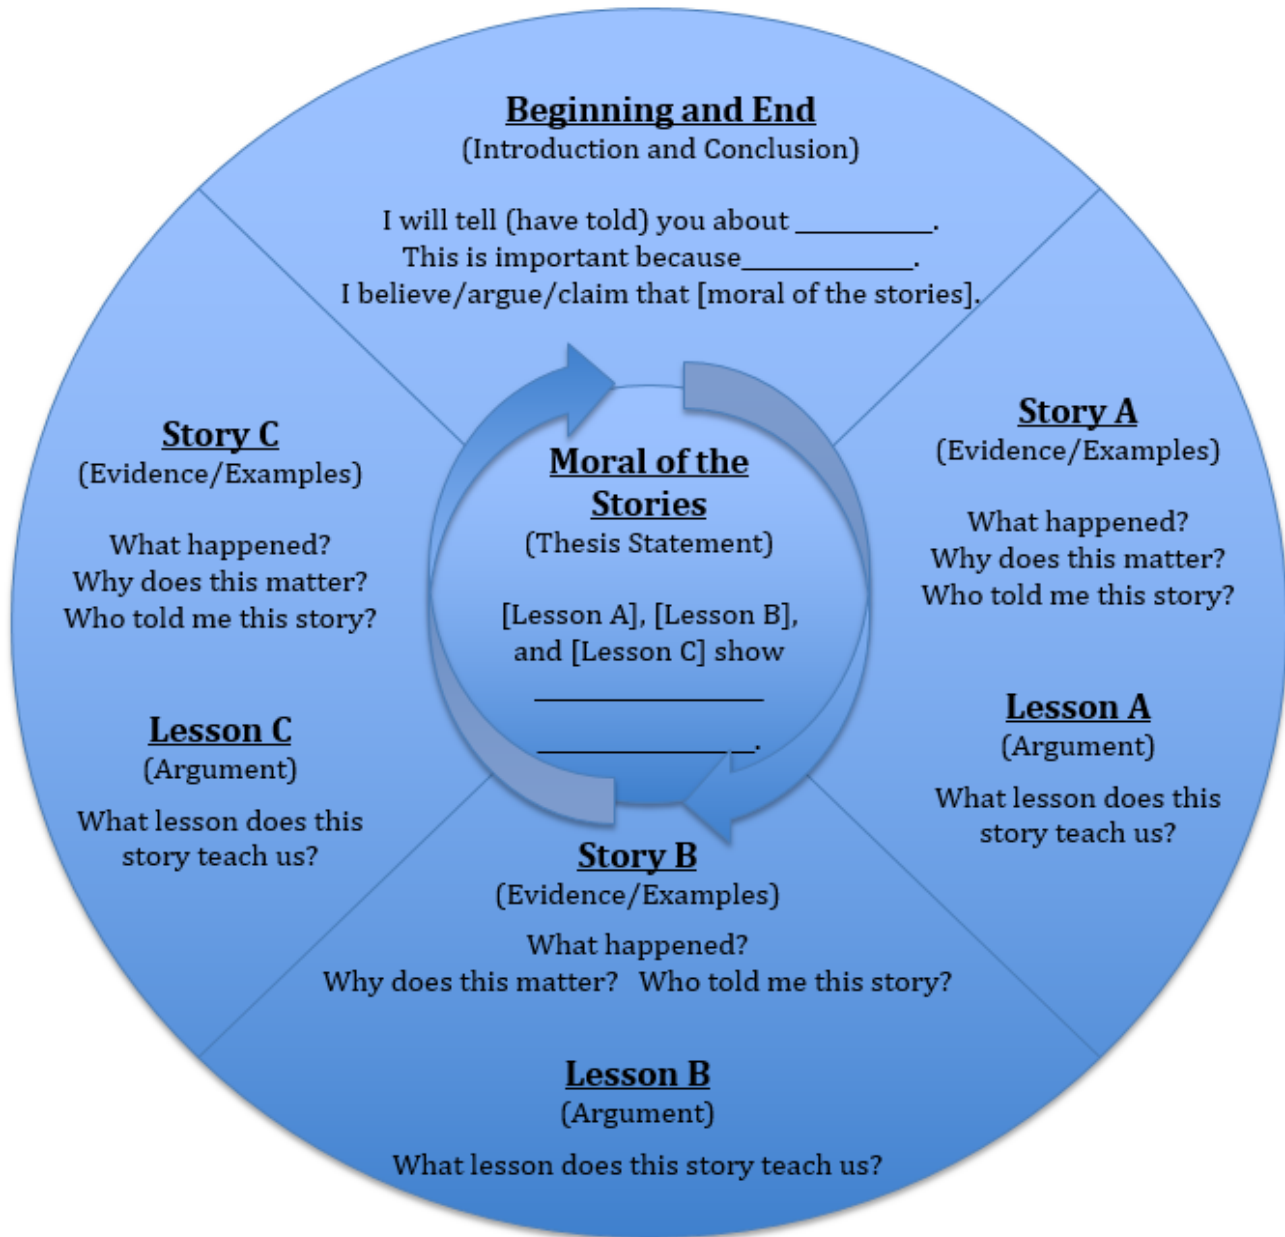 Beginning and End
(Introduction and Conclusion)
I will tell (have told) you about __________.
This is important because____________.
I believe/argue/claim that [moral of the stories].
Story A
(Evidence/Examples)
What happened?
Why does this matter?
Who told me this story?
Lesson A
(Argument)
What lesson does this
story teach us?
Story B
(Evidence/Examples)
What happened?
Why does this matter?   Who told me this story?
Lesson B
(Argument)
What lesson does this story teach us?
Story C
(Evidence/Examples)
What happened?
Why does this matter?
Who told me this story?
Lesson C
(Argument)
What lesson does this
story teach us?
Moral of the
Stories
(Thesis Statement)
[Lesson A], [Lesson B],
and [Lesson C] show
________________
_______________.